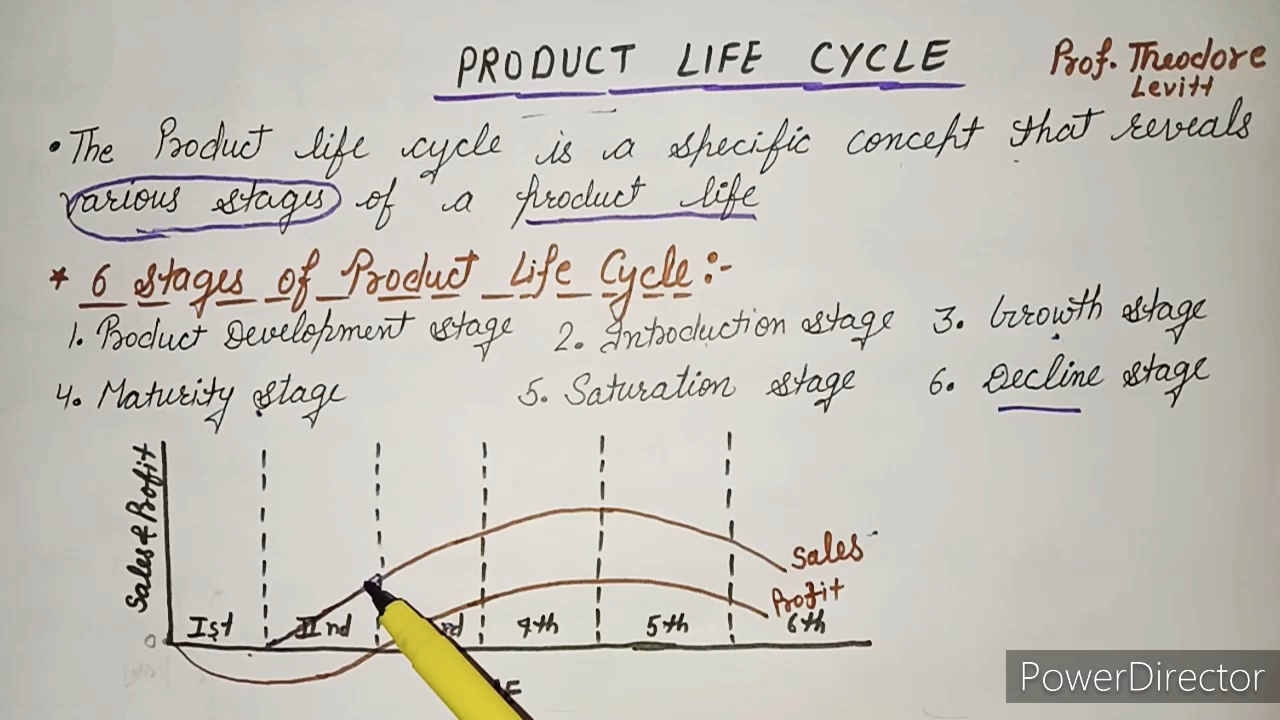 PRODUCT LIFE CYCLE
Prof. Theodore
Levitt
• The Product life cycle is a specific concept that reveals
various stages of a product life
* 6 stages of Product Life Cycle:-
1. Product Development stage 2. Introduction stage 3. Growth stage
4. Maturity stage 5. Saturation stage 6. Decline stage
Sales & Profit
Sales
Profit
0
Ist IInd rd 4th 5th 6th
PowerDirector